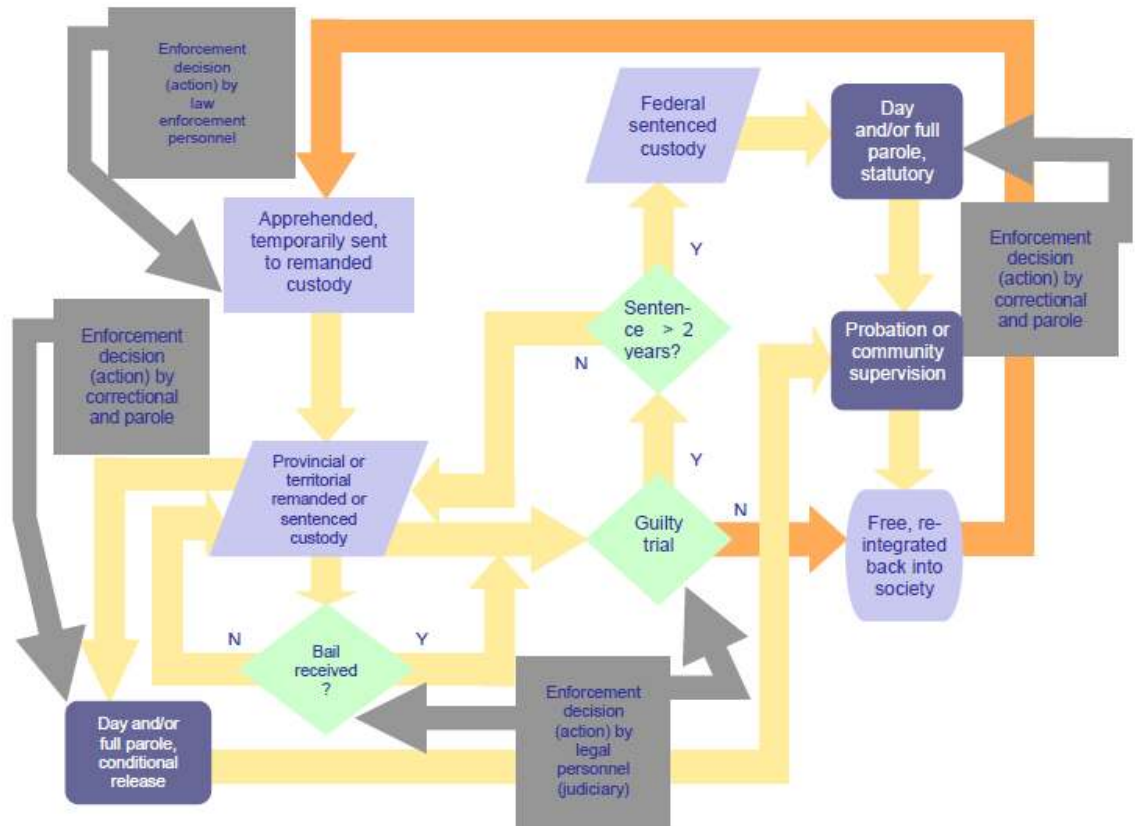 Enforcement
decision
(action) by
law
enforcement
personnel
Federal
sentenced
custody
Day
and/or full
parole,
statutory
Apprehended,
temporarily sent
to remanded
custody
Enforcement
decision
(action) by
correctional
and parole
Y
Senten-
ce > 2
years?
N
Probation or
community
supervision
Enforcement
decision
(action) by
correctional
and parole
Provincial or
territorial
remanded or
sentenced
custody
Y
Guilty
trial
N
Free, re-
integrated
back into
society
N
Y
Bail
received
?
Enforcement
decision
(action) by
legal
personnel
(judiciary)
Day and/or
full parole,
conditional
release